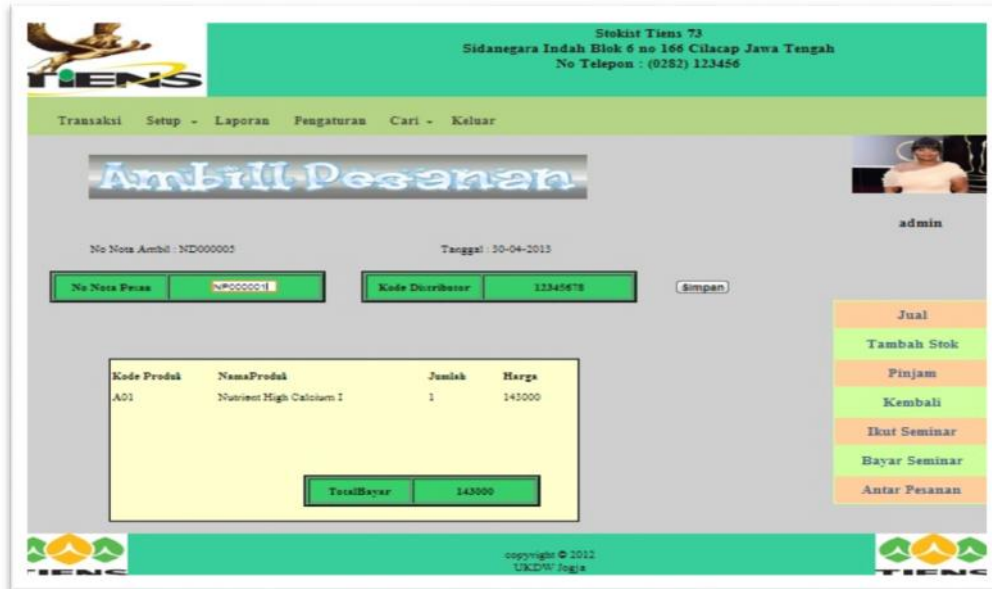 TIENS
Stokist Tiens 73
Sidanegara Indah Blok 6 no 166 Cilacap Jawa Tengah
No Telepon : (0282) 123456
Transaksi Setup - Laporan Pengaturan Cari - Keluar
Ambill Pesanan
admin
No Nota Ambil : ND000005 Tanggal : 30-04-2013
No Nota Pesan NP000001 Kode Distributor 12345678 Simpan
Jual
Tambah Stok
Pinjam
Kembali
Ikut Seminar
Bayar Seminar
Antar Pesanan
Kode Produk NamaProduk Jumlah Harga
A01 Nutrient High Calcium I 1 143000
TotalBayar 143000
copyright © 2012
UKDW Jogja
TIENS
TIENS